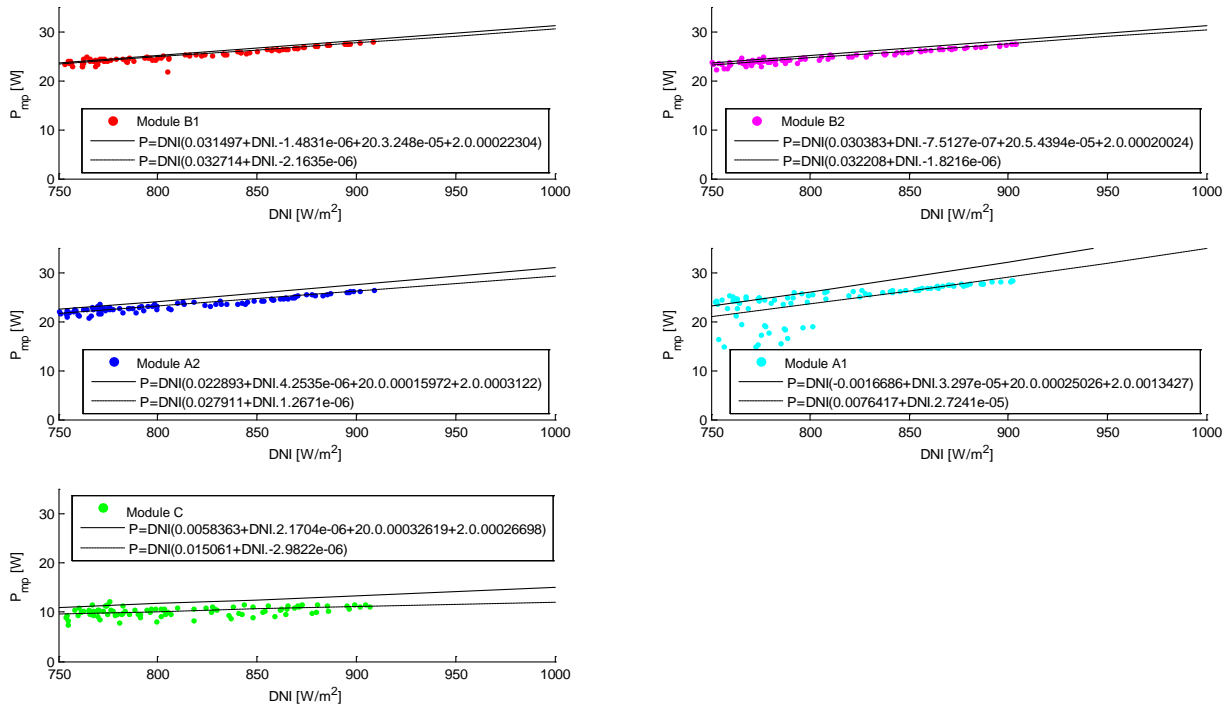 35
30
20
10
0
P_mp [W]
Module B1
P=DNI(0.031497+DNI.-1.4831e-06+20.3.248e-05+2.0.00022304)
P=DNI(0.032714+DNI.-2.1635e-06)
750 800 850 900 950 1000
DNI [W/m²]
30
20
10
0
P_mp [W]
Module B2
P=DNI(0.030383+DNI.-7.5127e-07+20.5.4394e-05+2.0.00020024)
P=DNI(0.032208+DNI.-1.8216e-06)
750 800 850 900 950 1000
DNI [W/m²]
30
20
10
0
P_mp [W]
Module A2
P=DNI(0.022893+DNI.4.2535e-06+20.0.00015972+2.0.0003122)
P=DNI(0.027911+DNI.1.2671e-06)
750 800 850 900 950 1000
DNI [W/m²]
30
20
10
0
P_mp [W]
Module A1
P=DNI(-0.0016686+DNI.3.297e-05+20.0.00025026+2.0.0013427)
P=DNI(0.0076417+DNI.2.7241e-05)
750 800 850 900 950 1000
DNI [W/m²]
30
20
10
0
P_mp [W]
Module C
P=DNI(0.0058363+DNI.2.1704e-06+20.0.00032619+2.0.00026698)
P=DNI(0.015061+DNI.-2.9822e-06)
750 800 850 900 950 1000
DNI [W/m²]